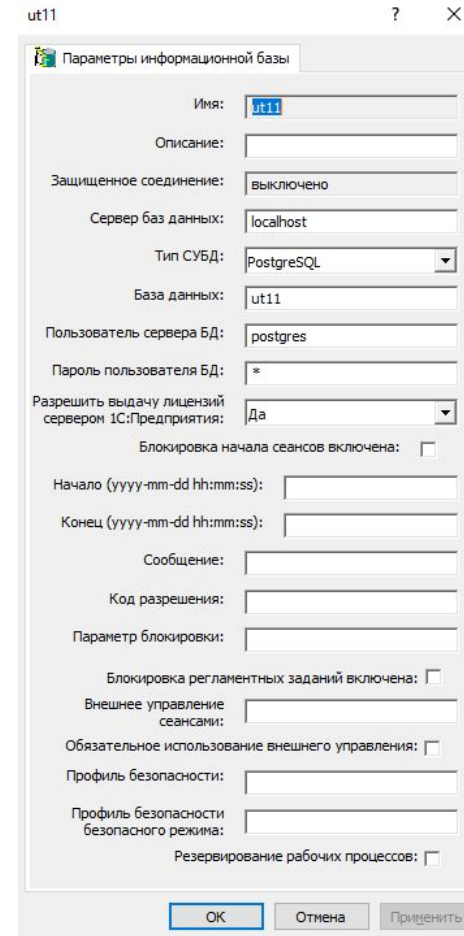 ut11 ? ×
Параметры информационной базы
Имя: ut11
Описание:
Защищенное соединение: выключено
Сервер баз данных: localhost
Тип СУБД: PostgreSQL
База данных: ut11
Пользователь сервера БД: postgres
Пароль пользователя БД: *
Разрешить выдачу лицензий
сервером 1С:Предприятия: Да
Блокировка начала сеансов включена:
Начало (yyyy-mm-dd hh:mm:ss):
Конец (yyyy-mm-dd hh:mm:ss):
Сообщение:
Код разрешения:
Параметр блокировки:
Блокировка регламентных заданий включена:
Внешнее управление
сеансами:
Обязательное использование внешнего управления:
Профиль безопасности:
Профиль безопасности
безопасного режима:
Резервирование рабочих процессов:
ОК Отмена Применить